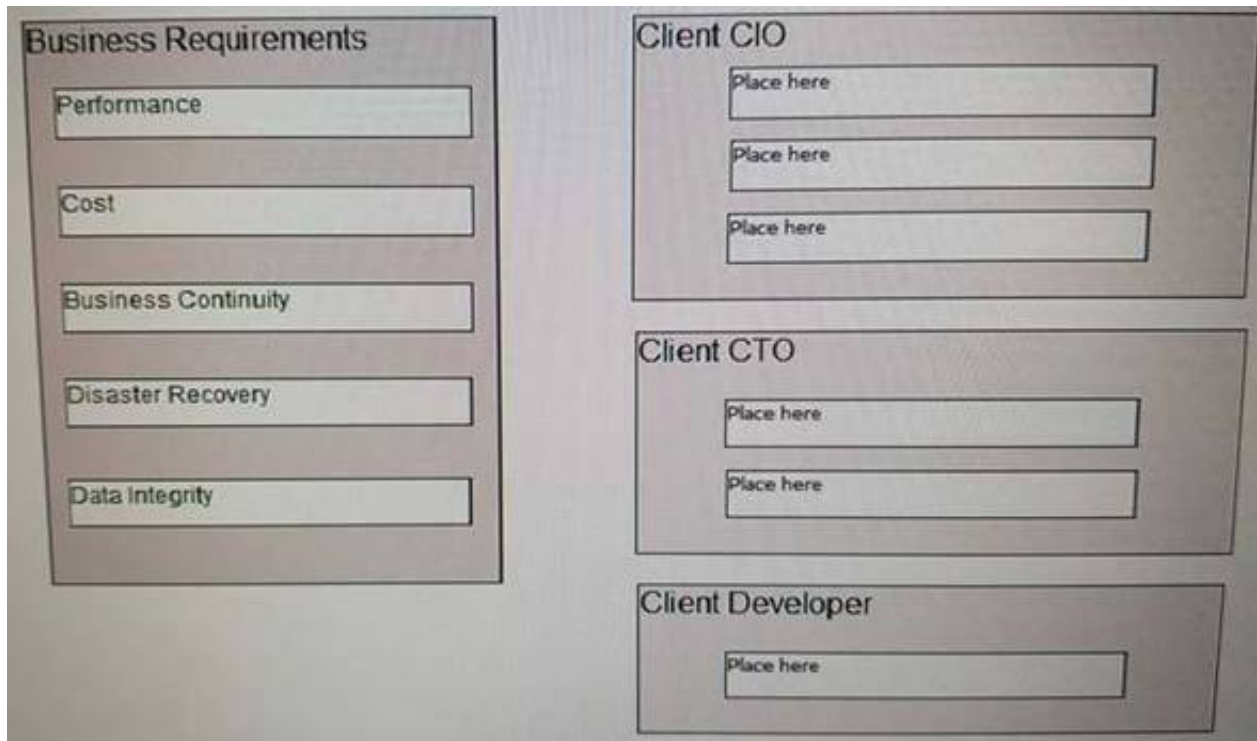 Business Requirements
Performance
Cost
Business Continuity
Disaster Recovery
Data Integrity
Client CIO
Place here
Place here
Place here
Client CTO
Place here
Place here
Client Developer
Place here